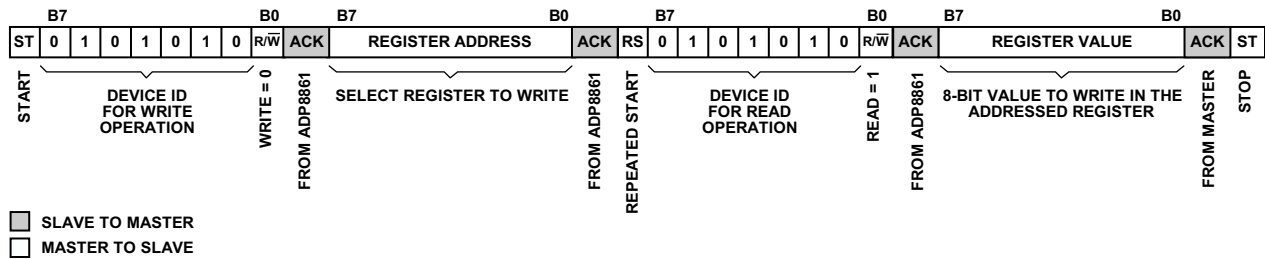 B7 B0 B7 B0 B7 B0
ST 0 1 0 1 0 1 0 R/W̅ ACK REGISTER ADDRESS ACK RS 0 1 0 1 0 1 0 R/W̅ ACK REGISTER VALUE ACK ST
START
DEVICE ID
FOR WRITE
OPERATION
WRITE = 0
FROM ADP8861
SELECT REGISTER TO WRITE
FROM ADP8861
REPEATED START
DEVICE ID
FOR READ
OPERATION
READ = 1
FROM ADP8861
8-BIT VALUE TO WRITE IN THE
ADDRESSED REGISTER
FROM MASTER
STOP
SLAVE TO MASTER
MASTER TO SLAVE